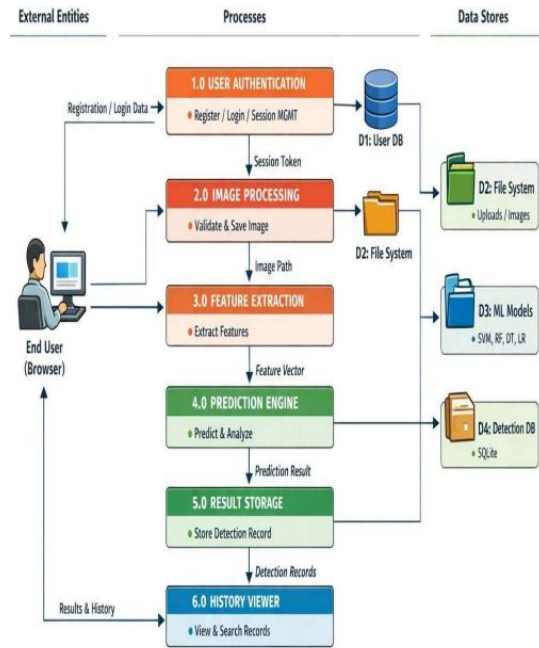 External Entities
Processes
Data Stores
1.0 USER AUTHENTICATION
Register / Login / Session MGMT
Registration / Login Data
D1: User DB
Session Token
2.0 IMAGE PROCESSING
Validate & Save Image
D2: File System
D2: File System
Uploads / Images
Image Path
3.0 FEATURE EXTRACTION
Extract Features
D3: ML Models
SVM, RF, DT, LR
End User
(Browser)
Feature Vector
4.0 PREDICTION ENGINE
Predict & Analyze
D4: Detection DB
SQLite
Prediction Result
5.0 RESULT STORAGE
Store Detection Record
Detection Records
6.0 HISTORY VIEWER
View & Search Records
Results & History